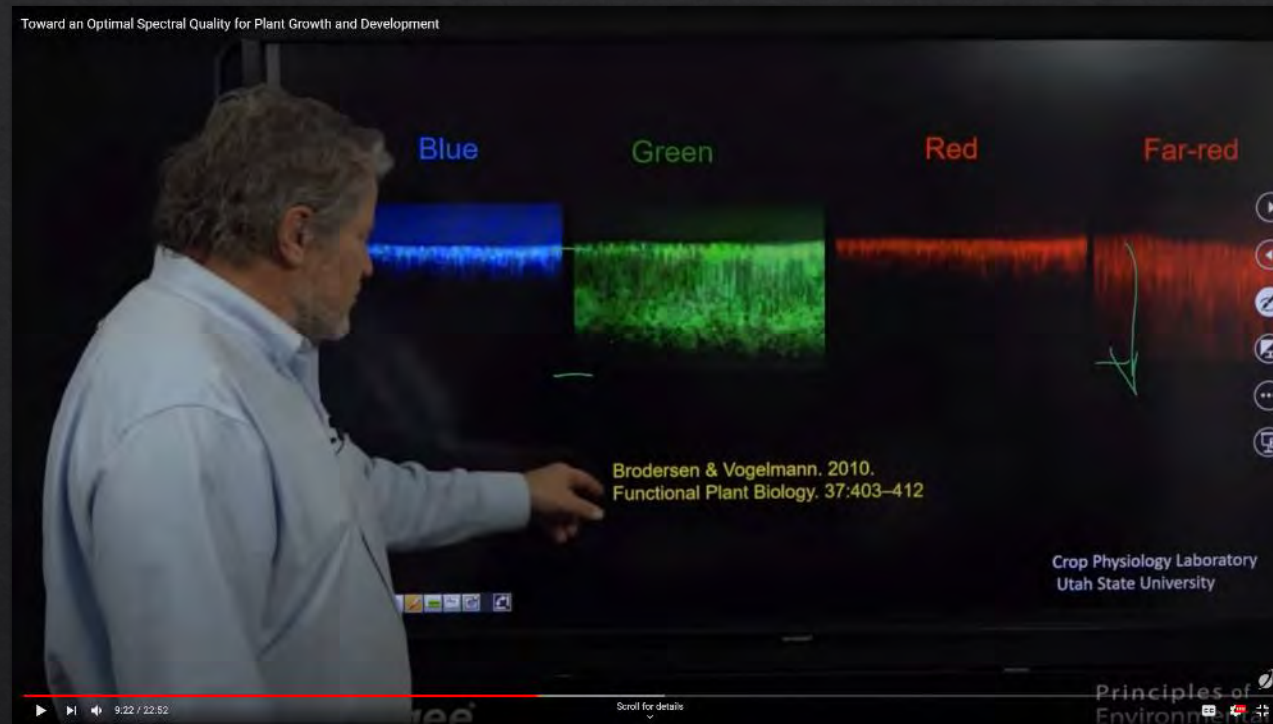 Toward an Optimal Spectral Quality for Plant Growth and Development
Blue
Green
Red
Far-red
Brodersen & Vogelmann. 2010.
Functional Plant Biology. 37:403–412
Crop Physiology Laboratory
Utah State University
Principles of
Environmental
9:22 / 22:52
Scroll for details